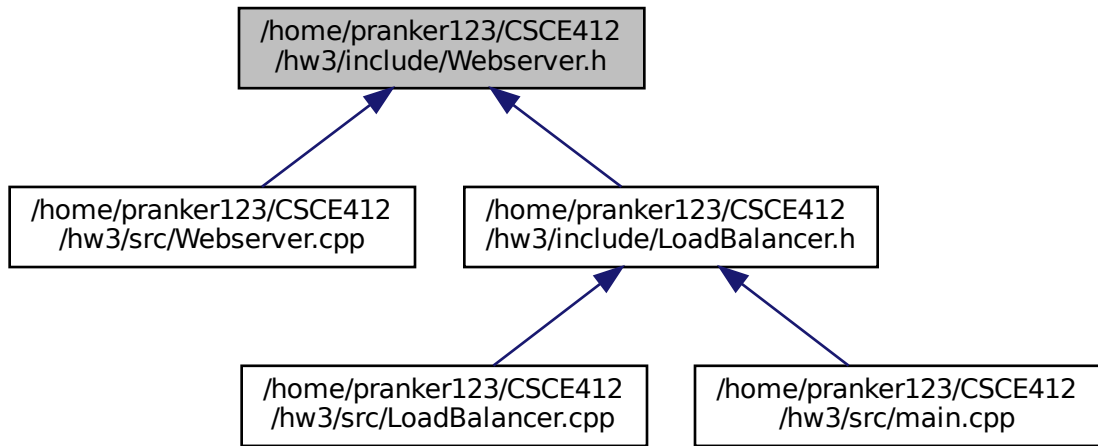 /home/pranker123/CSCE412
/hw3/include/Webserver.h
/home/pranker123/CSCE412
/hw3/src/Webserver.cpp
/home/pranker123/CSCE412
/hw3/include/LoadBalancer.h
/home/pranker123/CSCE412
/hw3/src/LoadBalancer.cpp
/home/pranker123/CSCE412
/hw3/src/main.cpp